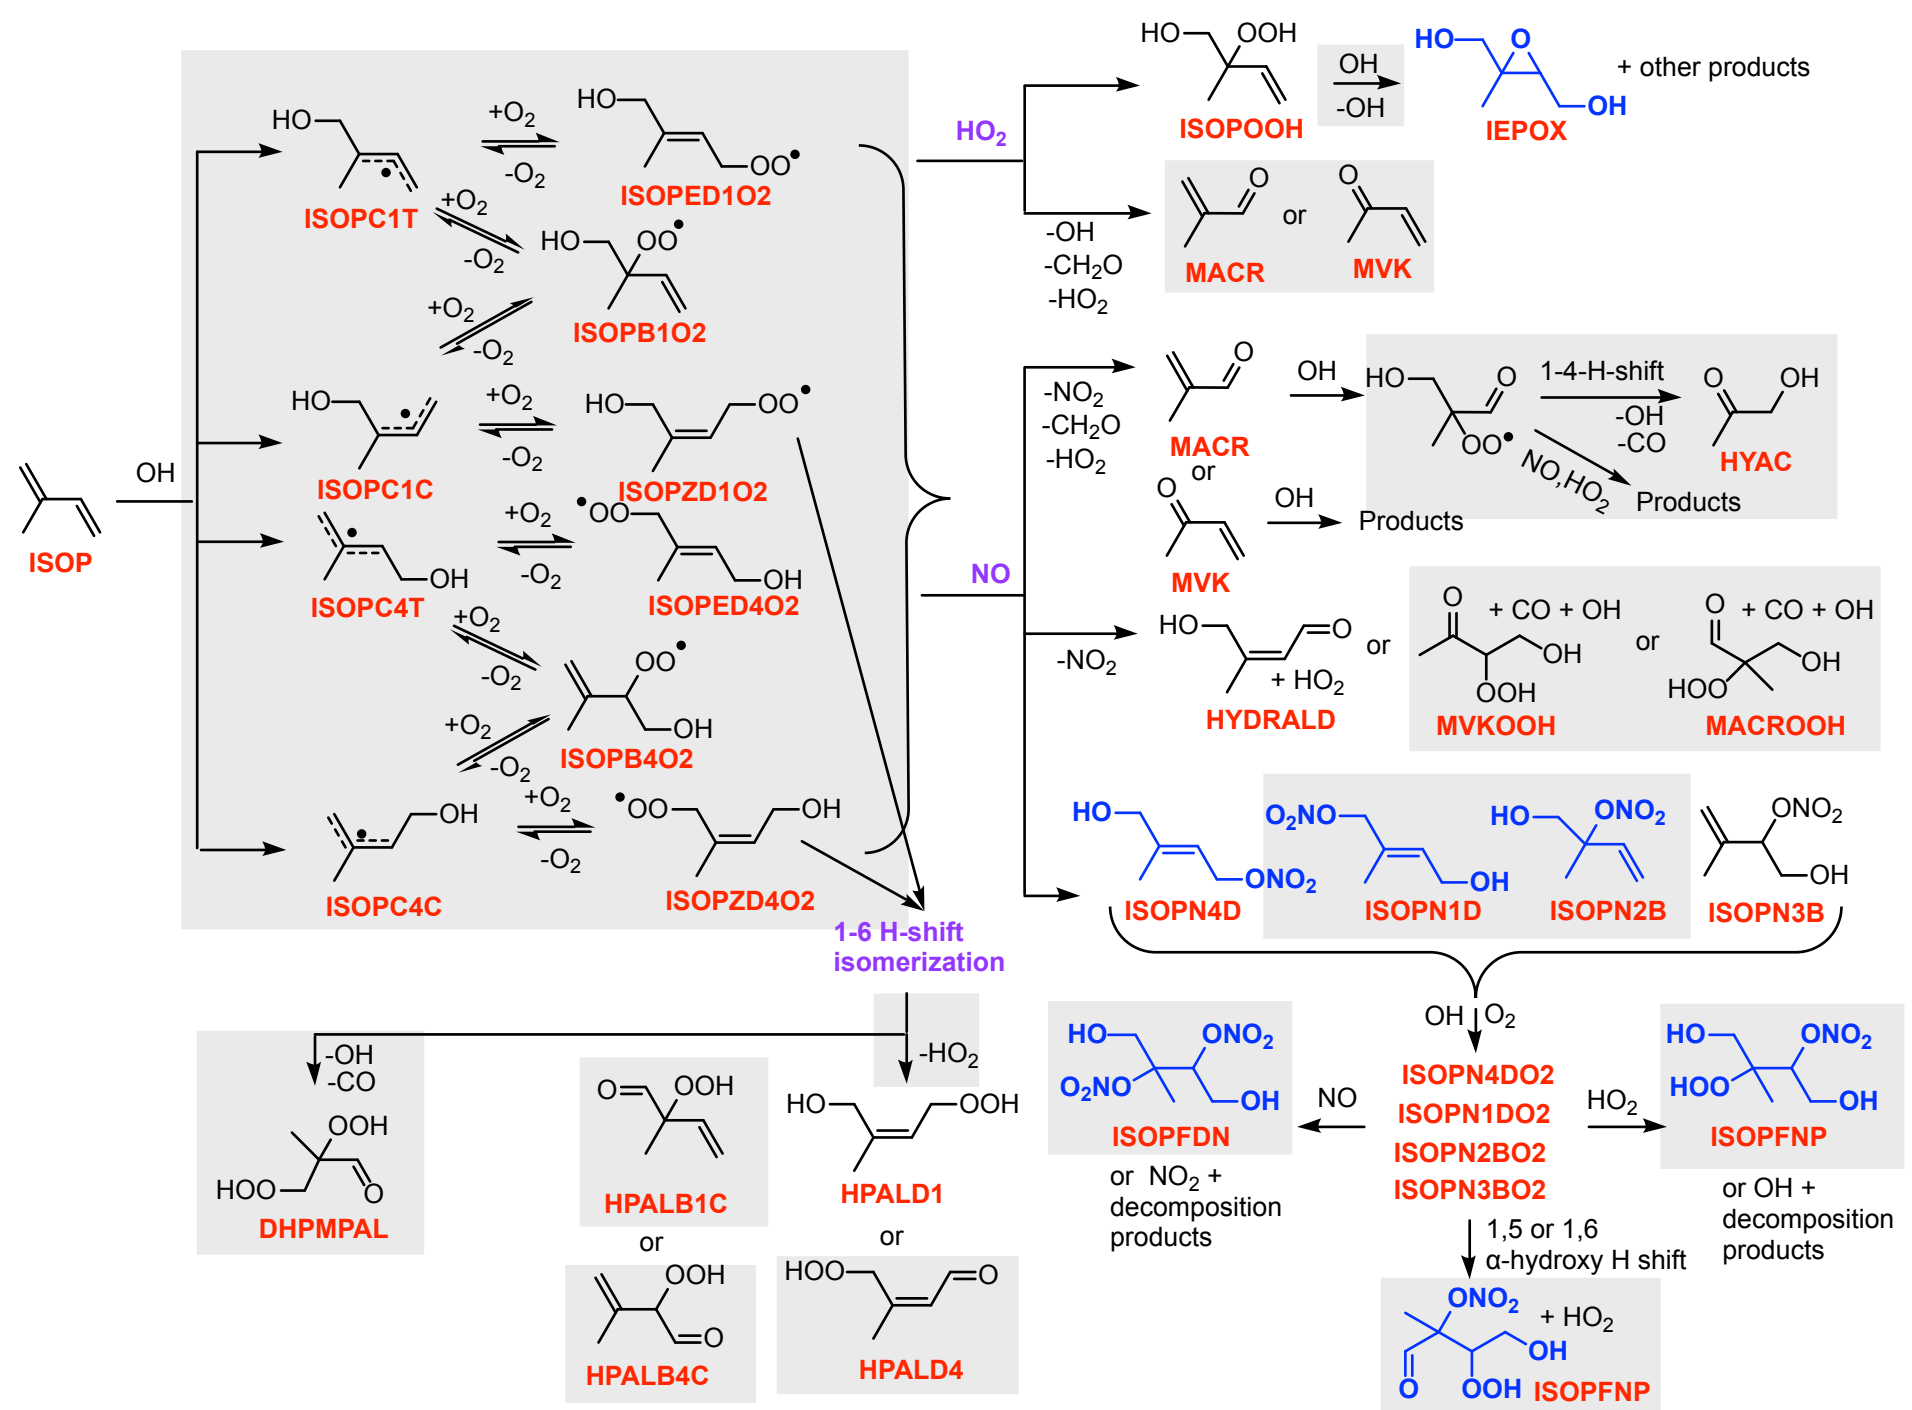 ISOP
OH
HO
ISOPC1T
+O2
-O2
HO
OO•
ISOPED1O2
+O2
-O2
HO
OO•
ISOPB1O2
+O2
-O2
HO
ISOPC1C
+O2
-O2
HO
OO•
ISOPZD1O2
OH
ISOPC4T
+O2
-O2
•OO
OH
ISOPED4O2
+O2
-O2
OO•
OH
ISOPB4O2
+O2
-O2
OH
ISOPC4C
+O2
-O2
•OO
OH
ISOPZD4O2
1-6 H-shift
isomerization
HO2
HO
OOH
ISOPOOH
OH
-OH
HO
O
OH
IEPOX
+ other products
-OH
-CH2O
-HO2
O
MACR
or
O
MVK
NO
-NO2
-CH2O
-HO2
O
MACR
or
O
MVK
OH
HO
O
OO•
1-4-H-shift
-OH
-CO
O
OH
HYAC
NO,HO2
Products
OH
Products
-NO2
HO
O
+ HO2
HYDRALD
or
O
+ CO + OH
OH
OOH
MVKOOH
or
O
+ CO + OH
OH
HOO
MACROOH
HO
ONO2
ISOPN4D
O2NO
OH
ISOPN1D
HO
ONO2
ISOPN2B
ONO2
OH
ISOPN3B
OH
O2
ISOPN4DO2
ISOPN1DO2
ISOPN2BO2
ISOPN3BO2
NO
HO
ONO2
O2NO
OH
ISOPFDN
or NO2 +
decomposition
products
HO2
HO
ONO2
HOO
OH
ISOPFNP
or OH +
decomposition
products
1,5 or 1,6
α-hydroxy H shift
ONO2
+ HO2
OH
O
OOH
ISOPFNP
-HO2
-OH
-CO
OOH
HOO
O
DHPMPAL
O
OOH
HPALB1C
or
OOH
O
HPALB4C
HO
OOH
HPALD1
or
HOO
O
HPALD4